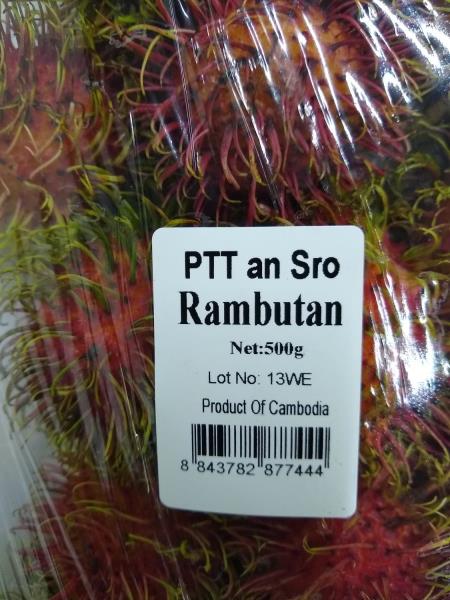 PTT an Sro
Rambutan
Net:500g
Lot No: 13WE
Product Of Cambodia
8 843782 877444